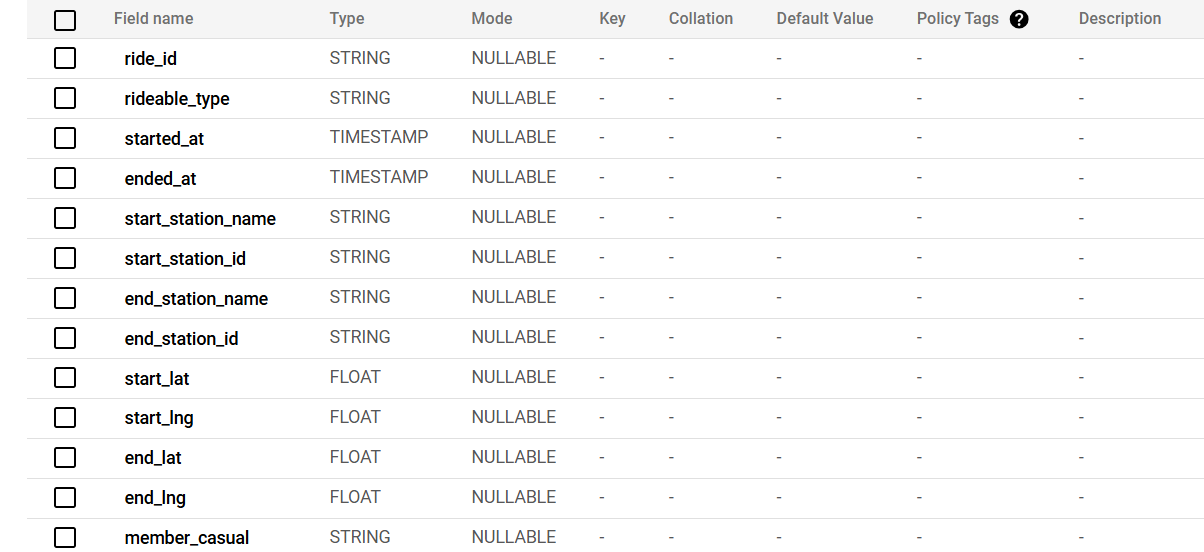 Field name Type Mode Key Collation Default Value Policy Tags ? Description
ride_id STRING NULLABLE - - - - -
rideable_type STRING NULLABLE - - - - -
started_at TIMESTAMP NULLABLE - - - - -
ended_at TIMESTAMP NULLABLE - - - - -
start_station_name STRING NULLABLE - - - - -
start_station_id STRING NULLABLE - - - - -
end_station_name STRING NULLABLE - - - - -
end_station_id STRING NULLABLE - - - - -
start_lat FLOAT NULLABLE - - - - -
start_lng FLOAT NULLABLE - - - - -
end_lat FLOAT NULLABLE - - - - -
end_lng FLOAT NULLABLE - - - - -
member_casual STRING NULLABLE - - - - -